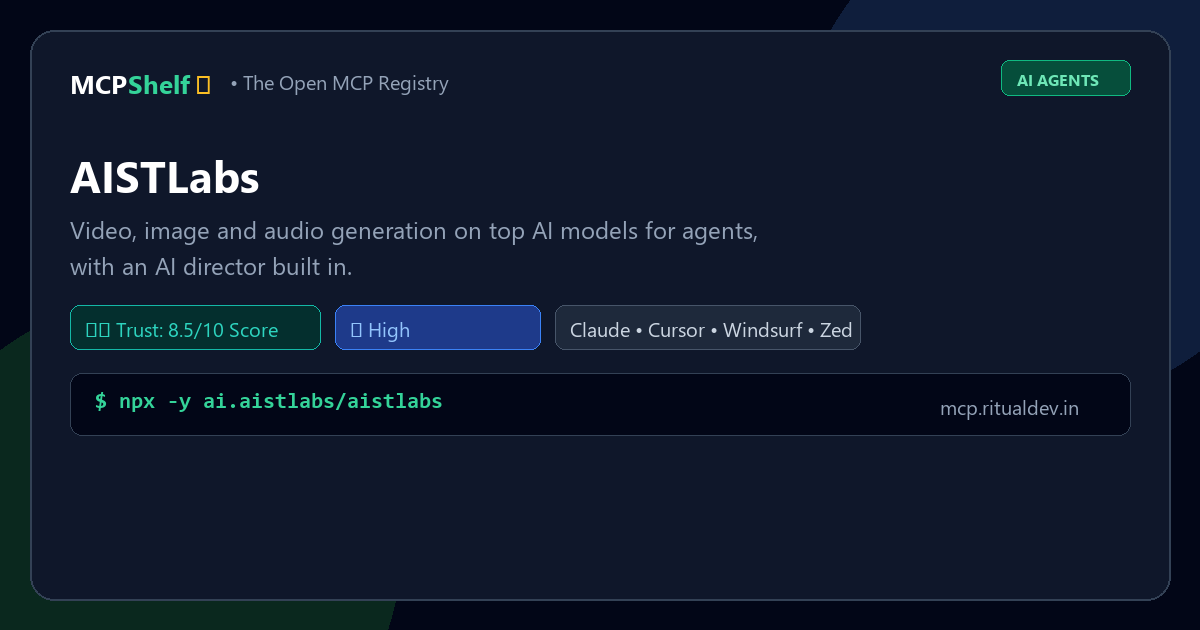 MCPShelf • The Open MCP Registry
AI AGENTS
AISTLabs
Video, image and audio generation on top AI models for agents,
with an AI director built in.
Trust: 8.5/10 Score
High
Claude • Cursor • Windsurf • Zed
$ npx -y ai.aistlabs/aistlabs
mcp.ritualdev.in